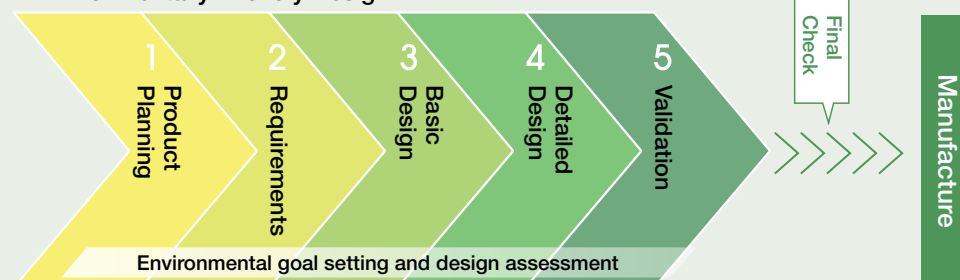 1
Product
Planning
2
Requirements
3
Basic
Design
4
Detailed
Design
5
Validation
Final
Check
Manufacture
Environmental goal setting and design assessment